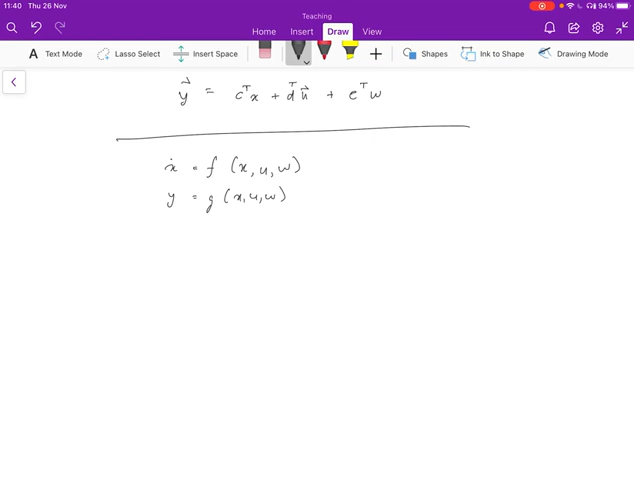 11:40 Thu 26 Nov 94%
Teaching
Home Insert Draw View
A Text Mode Lasso Select Insert Space Shapes Ink to Shape Drawing Mode
y⃗ = cᵀx + dᵀu⃗ + eᵀw
ẋ = f (x, u, w)
y = g (x, u, w)